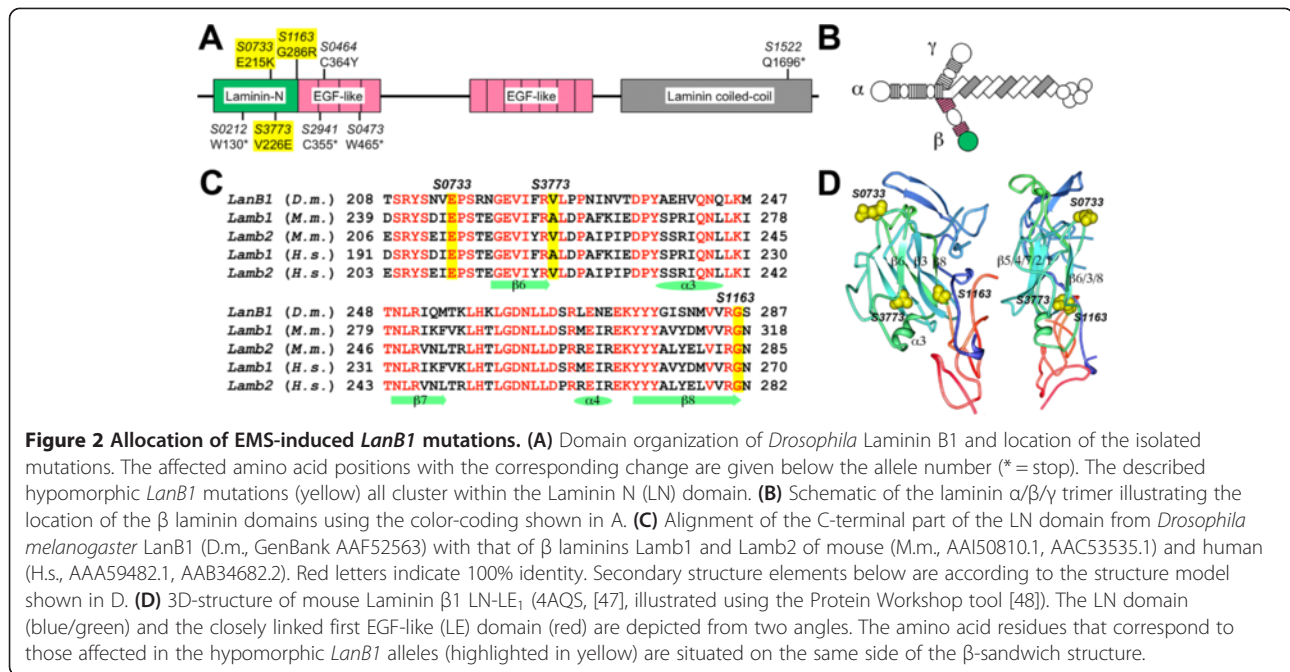 A
S0733
E215K
S1163
G286R
S0464
C364Y
S1522
Q1696*
Laminin-N
EGF-like
EGF-like
Laminin coiled-coil
S0212
W130*
S3773
V226E
S2941
C355*
S0473
W465*
B
α
γ
β
C
S0733 S3773
LanB1 (D.m.) 208 TSRYSNVEPSRNGEVIFRVLPPNINVTDPYAEHVQNQLKM 247
Lamb1 (M.m.) 239 DSRYSDIEPSTEGEVIFRALDPAFKIEDPYSPRIQNLLKI 278
Lamb2 (M.m.) 206 ESRYSEIEPSTEGEVIYRVLDPAIPIPDPYSSRIQNLLKI 245
Lamb1 (H.s.) 191 DSRYSDIEPSTEGEVIFRALDPAFKIEDPYSPRIQNLLKI 230
Lamb2 (H.s.) 203 ESRYSEIEPSTEGEVIYRVLDPAIPIPDPYSSRIQNLLKI 242
β6 α3
S1163
LanB1 (D.m.) 248 TNLRIQMTKLHKLGDNLLDSRLENEKYYYGISNMVVRGS 287
Lamb1 (M.m.) 279 TNLRIKFVKLHTLGDNLLDSRMEIREKYYYAVYDMVVRGN 318
Lamb2 (M.m.) 246 TNLRVNLTRLHTLGDNLLDPRREIREKYYYALYELVIRGN 285
Lamb1 (H.s.) 231 TNLRIKFVKLHTLGDNLLDSRMEIREKYYYAVYDMVVRGN 270
Lamb2 (H.s.) 243 TNLRVNLTRLHTLGDNLLDPRREIREKYYYALYELVVRGN 282
β7 α4 β8
D
S0733
S0733
β6
β3
β8
β5/4/7/2/1
β6/3/8
S1163
S3773
α3
S3773
S1163
Figure 2 Allocation of EMS-induced LanB1 mutations. (A) Domain organization of Drosophila Laminin B1 and location of the isolated
mutations. The affected amino acid positions with the corresponding change are given below the allele number (* = stop). The described
hypomorphic LanB1 mutations (yellow) all cluster within the Laminin N (LN) domain. (B) Schematic of the laminin α/β/γ trimer illustrating the
location of the β laminin domains using the color-coding shown in A. (C) Alignment of the C-terminal part of the LN domain from Drosophila
melanogaster LanB1 (D.m., GenBank AAF52563) with that of β laminins Lamb1 and Lamb2 of mouse (M.m., AAI50810.1, AAC53535.1) and human
(H.s., AAA59482.1, AAB34682.2). Red letters indicate 100% identity. Secondary structure elements below are according to the structure model
shown in D. (D) 3D-structure of mouse Laminin β1 LN-LE1 (4AQS, [47], illustrated using the Protein Workshop tool [48]). The LN domain
(blue/green) and the closely linked first EGF-like (LE) domain (red) are depicted from two angles. The amino acid residues that correspond to
those affected in the hypomorphic LanB1 alleles (highlighted in yellow) are situated on the same side of the β-sandwich structure.